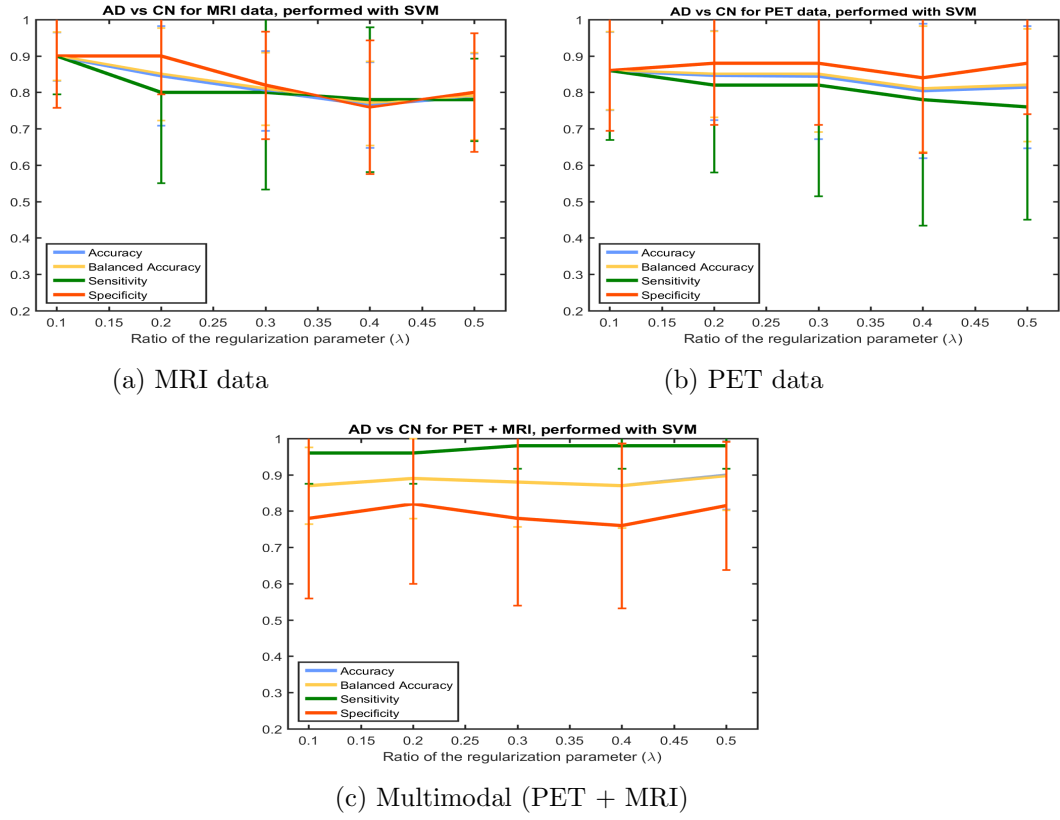 AD vs CN for MRI data, performed with SVM
1
0.9
0.8
0.7
0.6
0.5
0.4
0.3
0.2
Accuracy
Balanced Accuracy
Sensitivity
Specificity
0.1 0.15 0.2 0.25 0.3 0.35 0.4 0.45 0.5
Ratio of the regularization parameter (λ)
(a) MRI data
AD vs CN for PET data, performed with SVM
1
0.9
0.8
0.7
0.6
0.5
0.4
0.3
0.2
Accuracy
Balanced Accuracy
Sensitivity
Specificity
0.1 0.15 0.2 0.25 0.3 0.35 0.4 0.45 0.5
Ratio of the regularization parameter (λ)
(b) PET data
AD vs CN for PET + MRI, performed with SVM
1
0.9
0.8
0.7
0.6
0.5
0.4
0.3
0.2
Accuracy
Balanced Accuracy
Sensitivity
Specificity
0.1 0.15 0.2 0.25 0.3 0.35 0.4 0.45 0.5
Ratio of the regularization parameter (λ)
(c) Multimodal (PET + MRI)